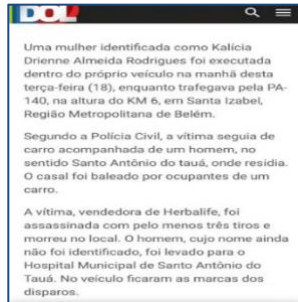 DOL
Uma mulher identificada como Kalícia
Drienne Almeida Rodrigues foi executada
dentro do próprio veículo na manhã desta
terça-feira (18), enquanto trafegava pela PA-
140, na altura do KM 6, em Santa Izabel,
Região Metropolitana de Belém.
Segundo a Polícia Civil, a vítima seguia de
carro acompanhada de um homem, no
sentido Santo Antônio do tauá, onde residia.
O casal foi baleado por ocupantes de um
carro.
A vítima, vendedora de Herbalife, foi
assassinada com pelo menos três tiros e
morreu no local. O homem, cujo nome ainda
não foi identificado, foi levado para o
Hospital Municipal de Santo Antônio do
Tauá. No veículo ficaram as marcas dos
disparos.